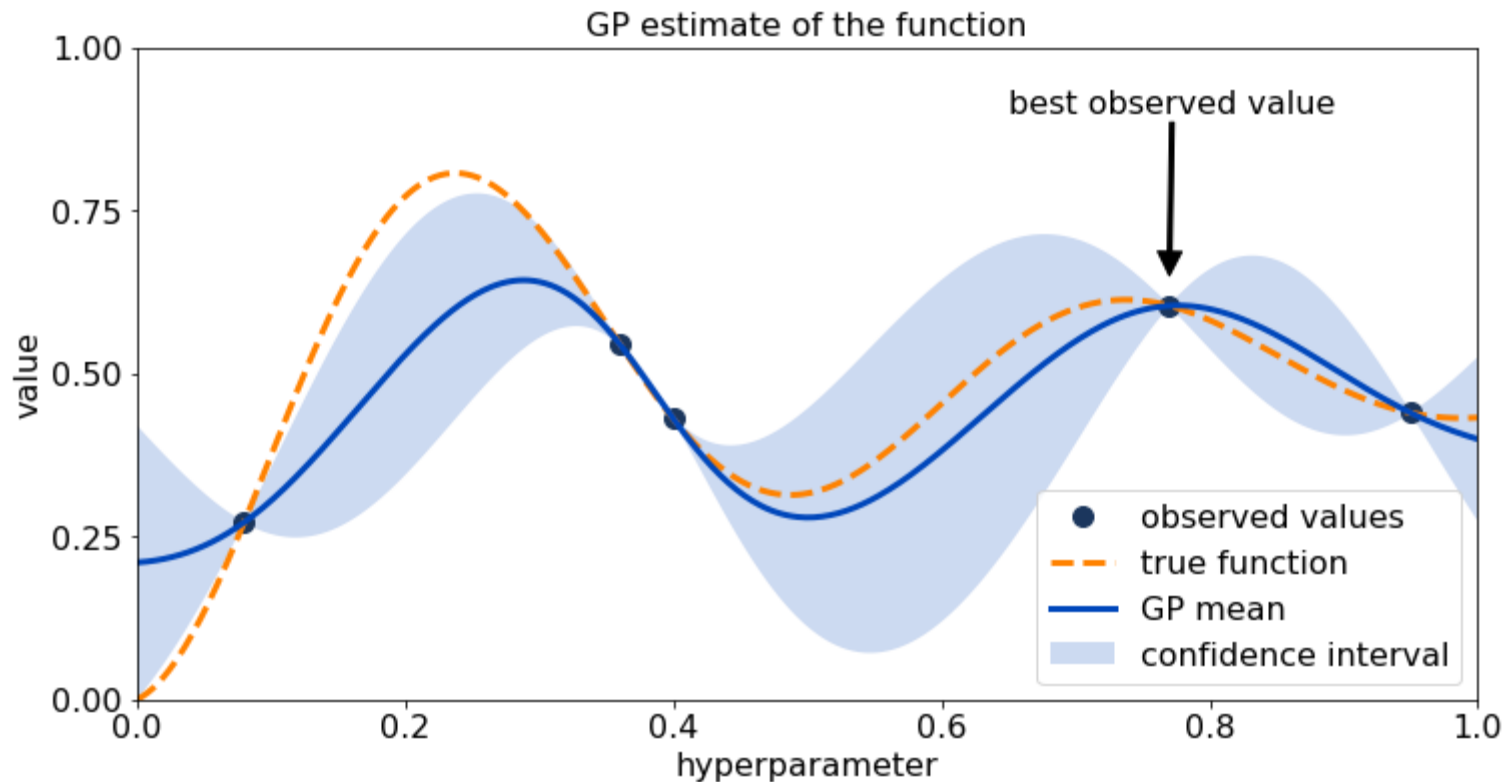 GP estimate of the function
1.00
best observed value
0.75
value
0.50
0.25
observed values
true function
GP mean
confidence interval
0.00
0.0 0.2 0.4 0.6 0.8 1.0
hyperparameter